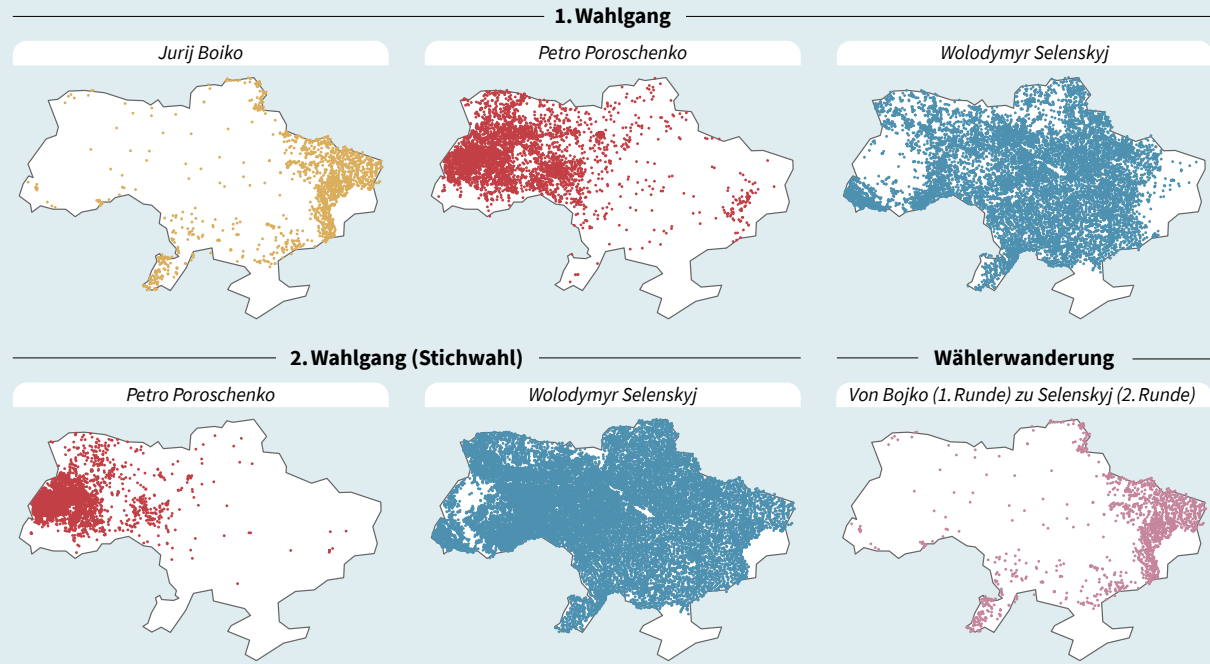 1. Wahlgang
Jurij Boiko
Petro Poroschenko
Wolodymyr Selenskyj
2. Wahlgang (Stichwahl)
Wählerwanderung
Petro Poroschenko
Wolodymyr Selenskyj
Von Bojko (1. Runde) zu Selenskyj (2. Runde)